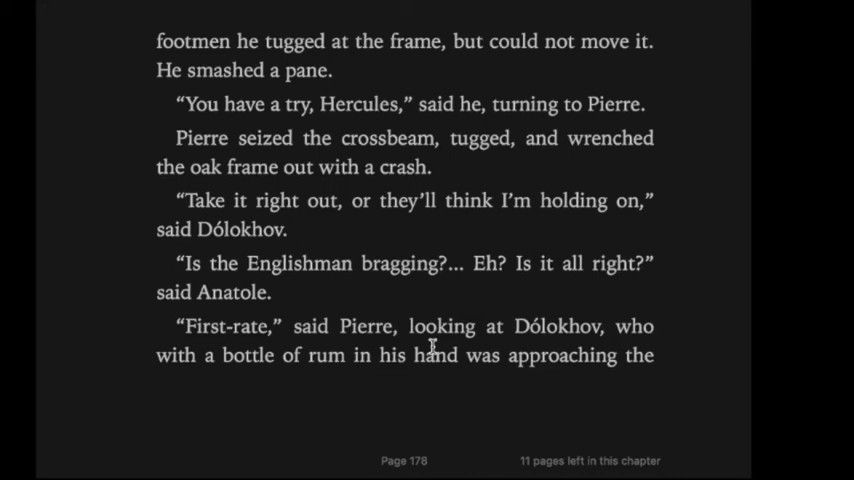 footmen he tugged at the frame, but could not move it.
He smashed a pane.
“You have a try, Hercules,” said he, turning to Pierre.
Pierre seized the crossbeam, tugged, and wrenched
the oak frame out with a crash.
“Take it right out, or they’ll think I’m holding on,”
said Dólokhov.
“Is the Englishman bragging?... Eh? Is it all right?”
said Anatole.
“First-rate,” said Pierre, looking at Dólokhov, who
with a bottle of rum in his hand was approaching the
Page 178 11 pages left in this chapter